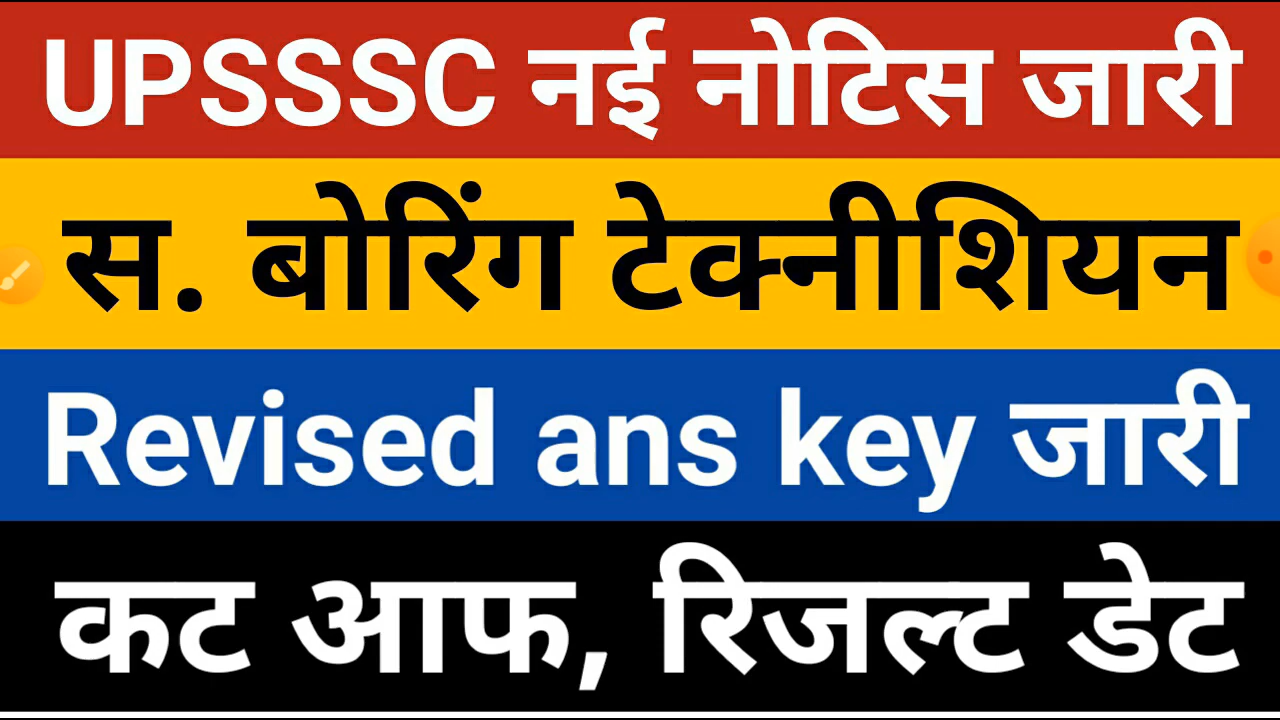 UPSSSC नई नोटिस जारी
स. बोरिंग टेक्नीशियन
Revised ans key जारी
कट आफ, रिजल्ट डेट